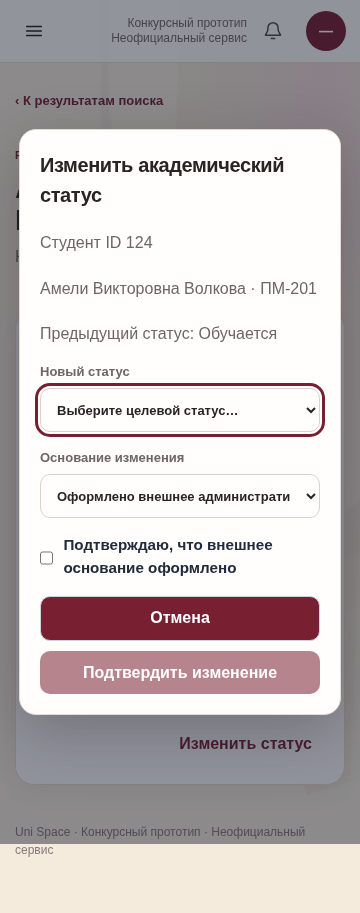 Конкурсный прототип
Неофициальный сервис
—
‹ К результатам поиска
Изменить академический
статус
Студент ID 124
Амели Викторовна Волкова · ПМ-201
Предыдущий статус: Обучается
Новый статус
Выберите целевой статус…
Основание изменения
Оформлено внешнее администрати
Подтверждаю, что внешнее
основание оформлено
Отмена
Подтвердить изменение
Изменить статус
Uni Space · Конкурсный прототип · Неофициальный
сервис